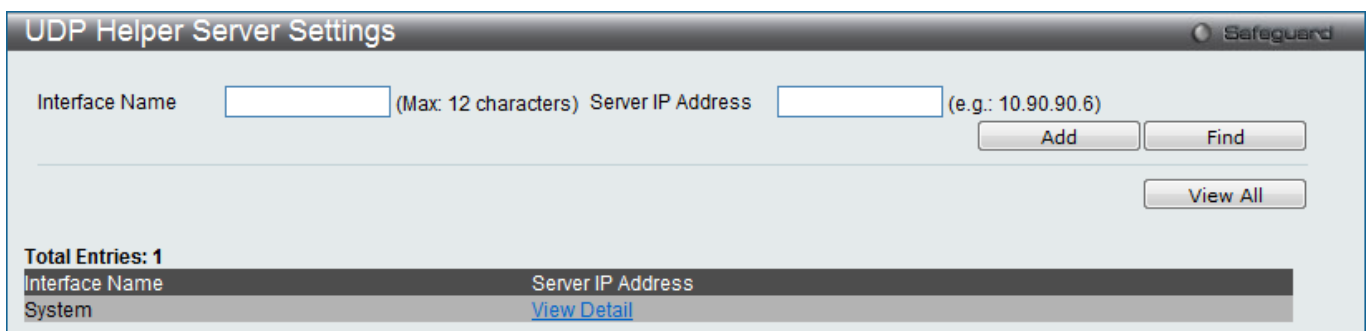 UDP Helper Server Settings
Safeguard
Interface Name (Max: 12 characters) Server IP Address (e.g.: 10.90.90.6)
Add Find
View All
Total Entries: 1
Interface Name Server IP Address
System View Detail